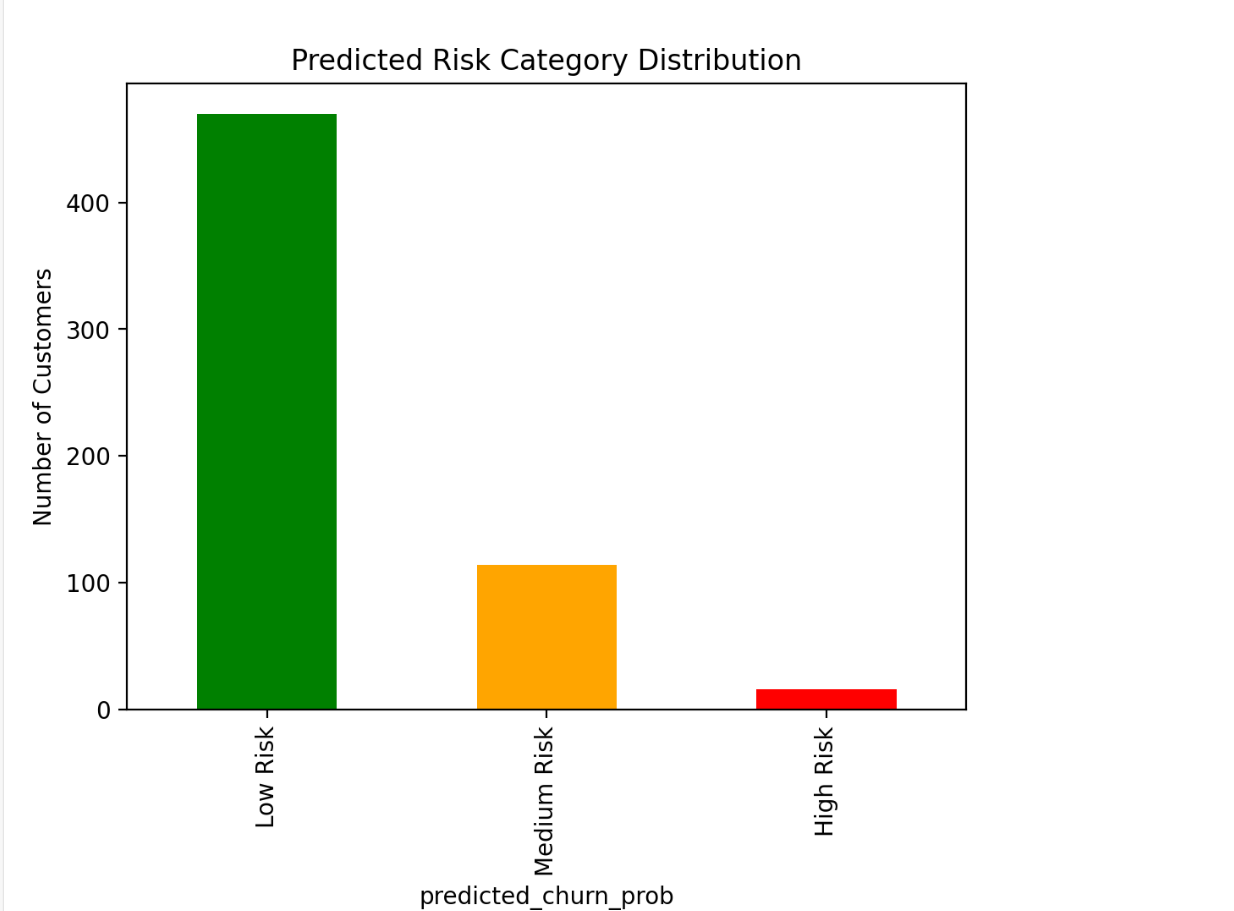 Predicted Risk Category Distribution
Number of Customers
400
300
200
100
0
Low Risk
Medium Risk
High Risk
predicted_churn_prob